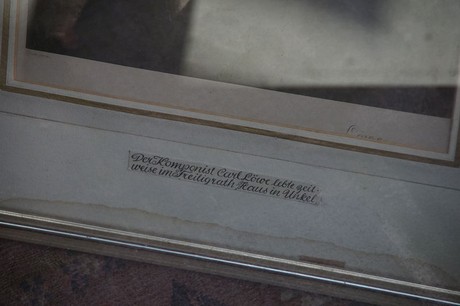 Der Komponist Carl Löwe lebte zeit
weise im Freiligrath Haus in Unkel.